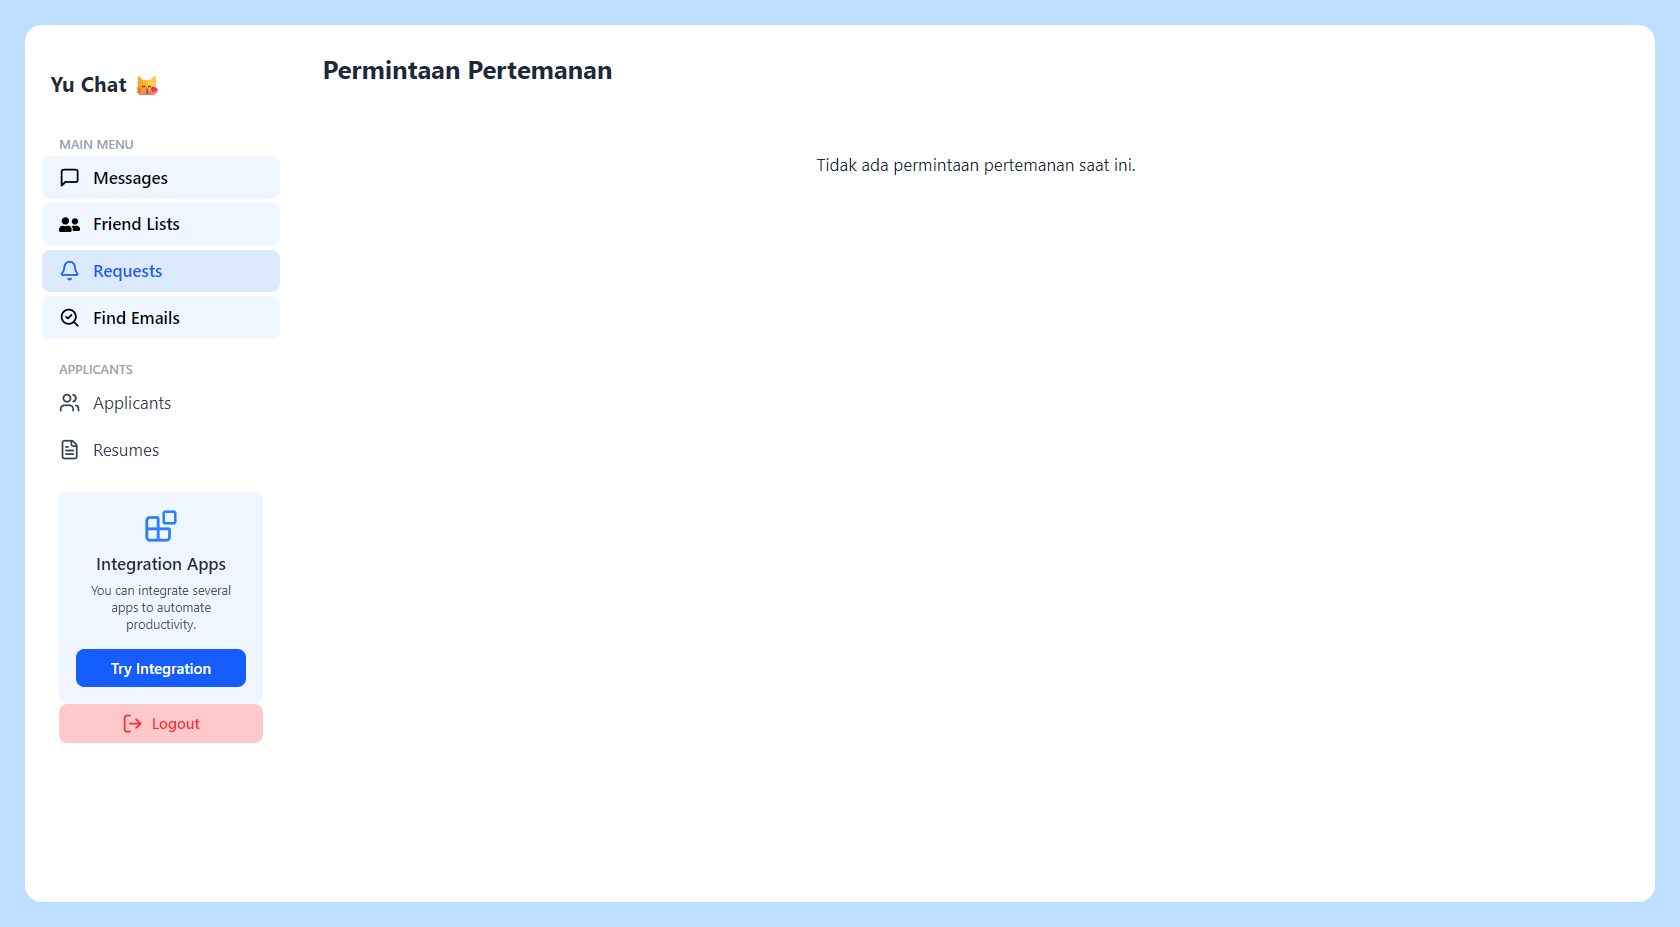 Yu Chat 😽
MAIN MENU
Messages
Friend Lists
Requests
Find Emails
APPLICANTS
Applicants
Resumes
Integration Apps
You can integrate several
apps to automate
productivity.
Try Integration
Logout
Permintaan Pertemanan
Tidak ada permintaan pertemanan saat ini.